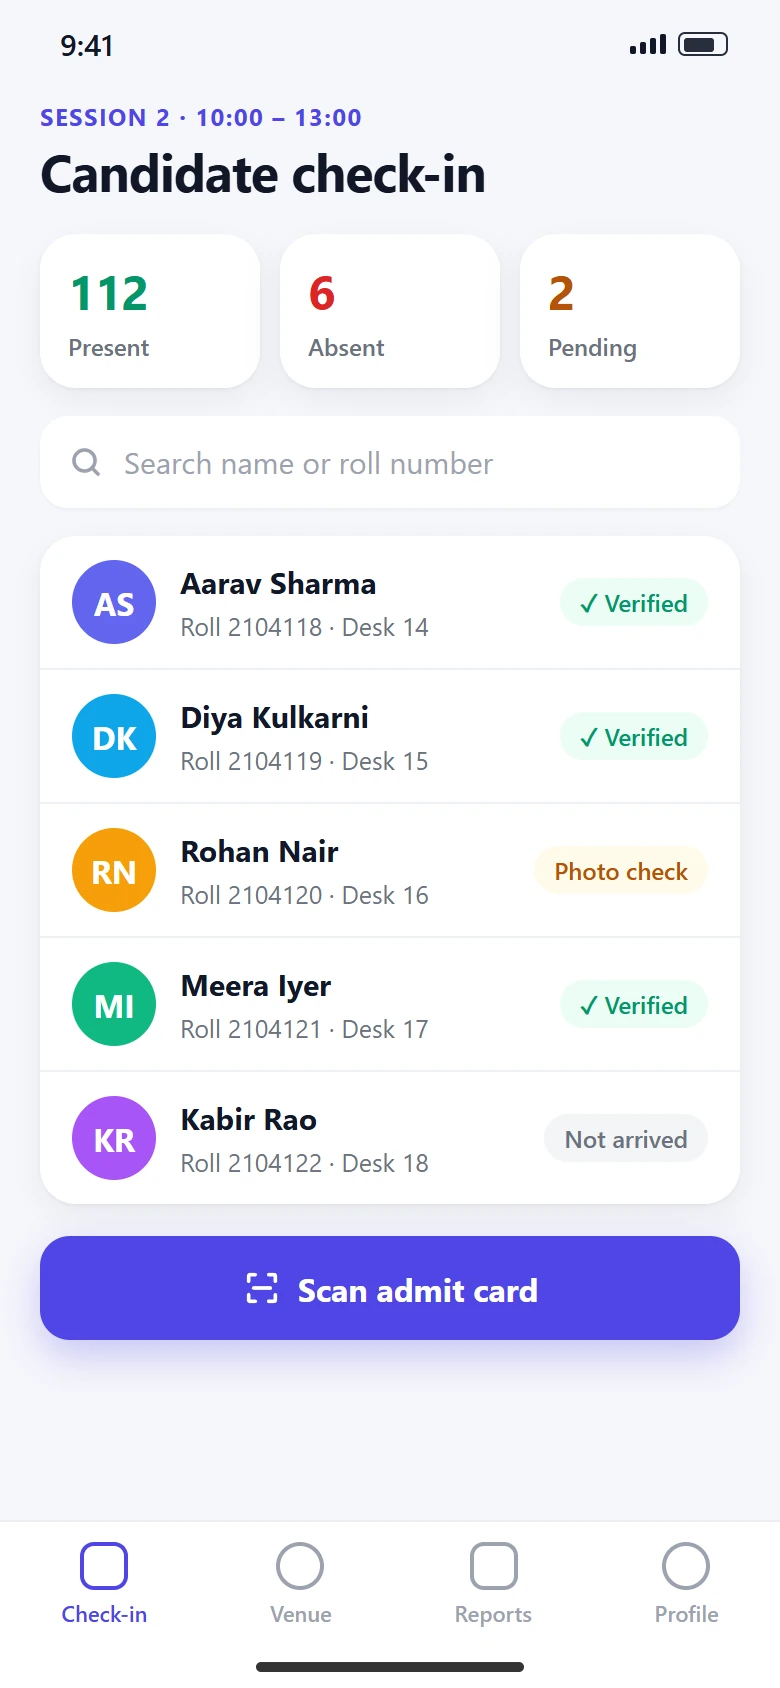 9:41
SESSION 2 · 10:00 – 13:00
Candidate check-in
112
Present
6
Absent
2
Pending
Search name or roll number
AS
Aarav Sharma
Roll 2104118 · Desk 14
✓ Verified
DK
Diya Kulkarni
Roll 2104119 · Desk 15
✓ Verified
RN
Rohan Nair
Roll 2104120 · Desk 16
Photo check
MI
Meera Iyer
Roll 2104121 · Desk 17
✓ Verified
KR
Kabir Rao
Roll 2104122 · Desk 18
Not arrived
Scan admit card
Check-in
Venue
Reports
Profile